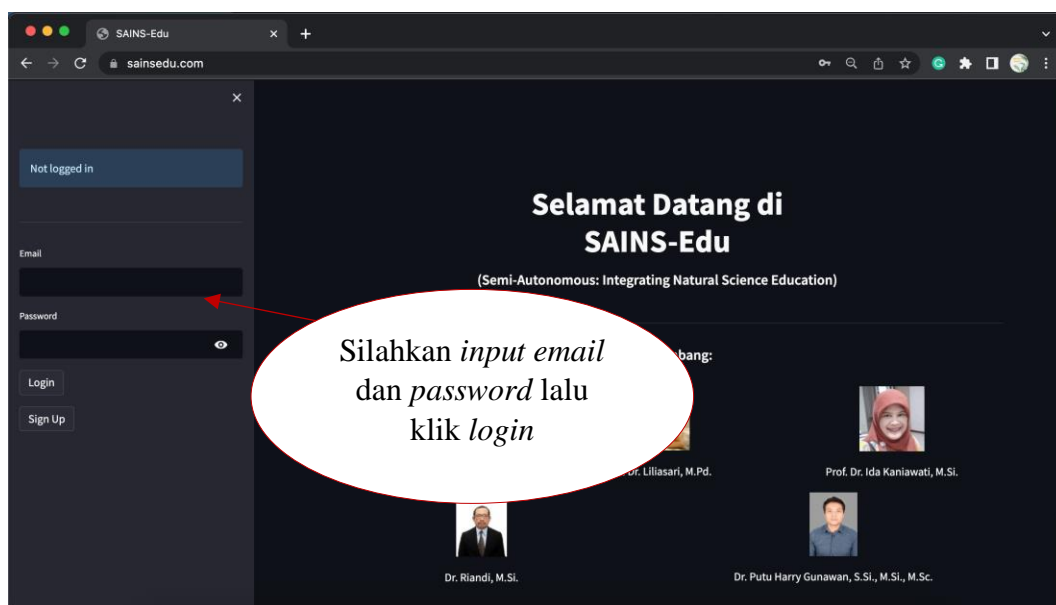 SAINS-Edu
sainsedu.com
Not logged in
Email
Password
Login
Sign Up
Selamat Datang di
SAINS-Edu
(Semi-Autonomous: Integrating Natural Science Education)
Silahkan input email
dan password lalu
klik login
Dr. Liliasari, M.Pd.
Prof. Dr. Ida Kaniawati, M.Si.
Dr. Riandi, M.Si.
Dr. Putu Harry Gunawan, S.Si., M.Si., M.Sc.